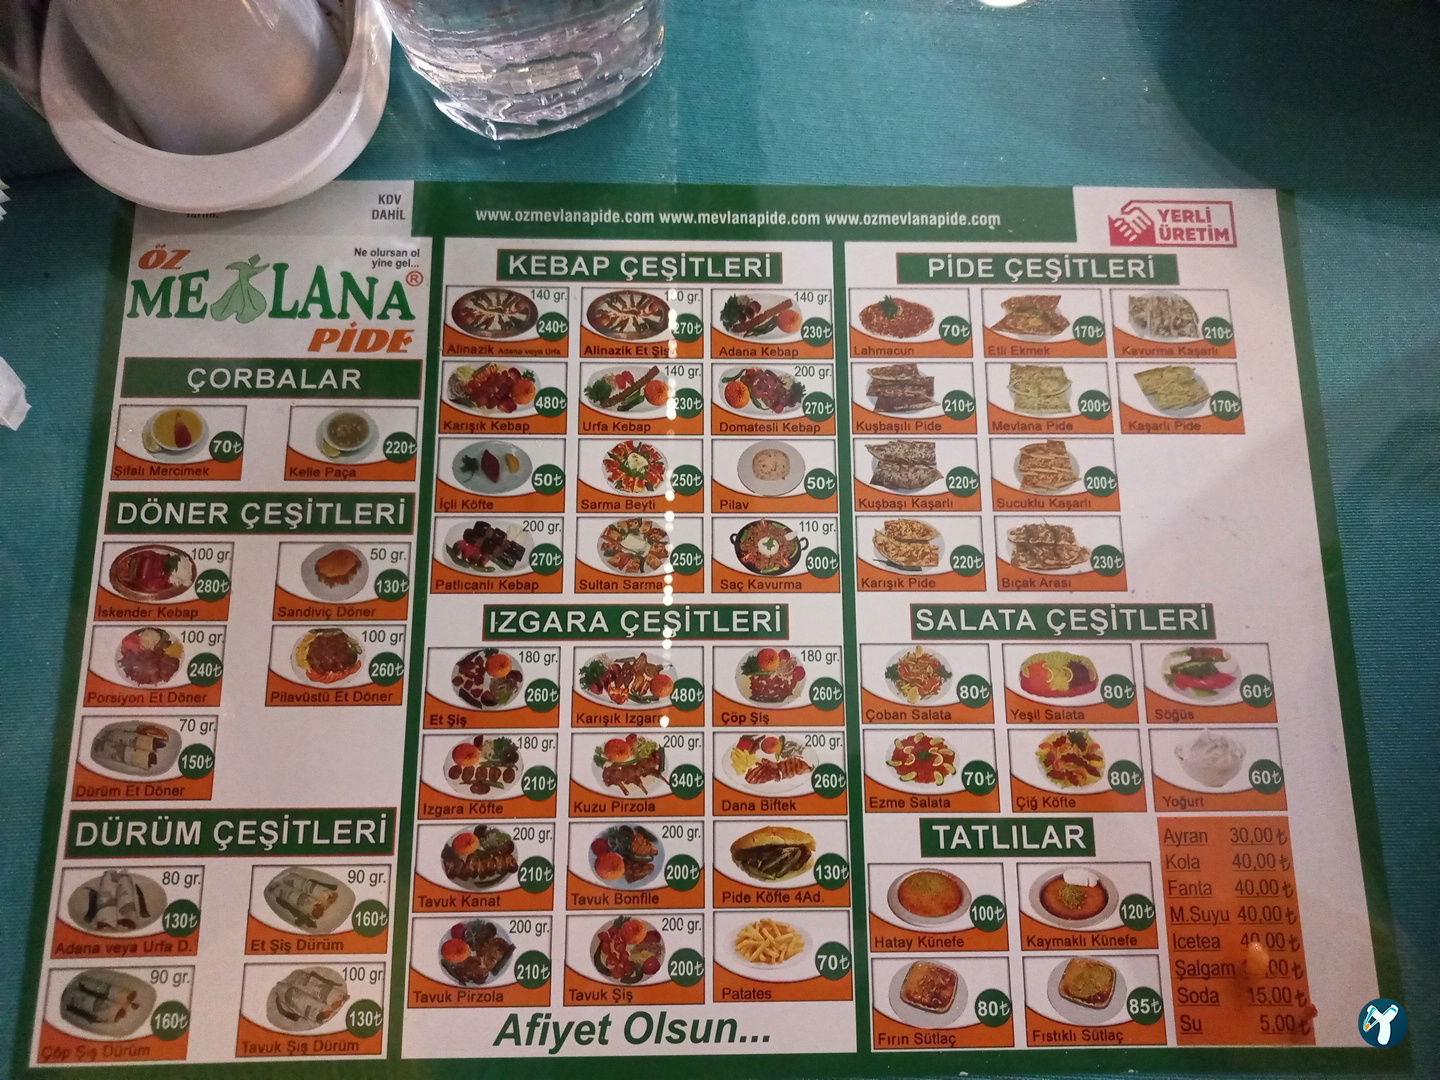 KDV
DAHİL
www.ozmevlanapide.com www.mevlanapide.com www.ozmevlanapide.com
YERLİ
ÜRETİM
ÖZ
MEVLANA®
PİDE
Ne olursan ol
yine gel...
ÇORBALAR
70₺
Şifalı Mercimek
220₺
Kelle Paça
DÖNER ÇEŞİTLERİ
100 gr.
280₺
İskender Kebap
50 gr.
130₺
Sandiviç Döner
100 gr.
240₺
Porsiyon Et Döner
100 gr.
260₺
Pilavüstü Et Döner
70 gr.
150₺
Dürüm Et Döner
DÜRÜM ÇEŞİTLERİ
80 gr.
130₺
Adana veya Urfa D.
90 gr.
160₺
Et Şiş Dürüm
90 gr.
160₺
Çöp Şiş Dürüm
100 gr.
130₺
Tavuk Şiş Dürüm
KEBAP ÇEŞİTLERİ
140 gr.
240₺
Alinazik Adana veya Urfa
gr.
270₺
Alinazik Et Şiş
140 gr.
230₺
Adana Kebap
480₺
Karışık Kebap
140 gr.
230₺
Urfa Kebap
200 gr.
270₺
Domatesli Kebap
50₺
İçli Köfte
250₺
Sarma Beyti
50₺
Pilav
200 gr.
270₺
Patlıcanlı Kebap
250₺
Sultan Sarma
110 gr.
300₺
Saç Kavurma
IZGARA ÇEŞİTLERİ
180 gr.
260₺
Et Şiş
480₺
Karışık Izgara
180 gr.
260₺
Çöp Şiş
180 gr.
210₺
Izgara Köfte
200 gr.
340₺
Kuzu Pirzola
200 gr.
260₺
Dana Biftek
200 gr.
210₺
Tavuk Kanat
200 gr.
200₺
Tavuk Bonfile
130₺
Pide Köfte 4Ad.
200 gr.
210₺
Tavuk Pirzola
200 gr.
200₺
Tavuk Şiş
70₺
Patates
Afiyet Olsun...
PİDE ÇEŞİTLERİ
70₺
Lahmacun
170₺
Etli Ekmek
210₺
Kavurma Kaşarlı
210₺
Kuşbaşılı Pide
200₺
Mevlana Pide
170₺
Kaşarlı Pide
220₺
Kuşbaşı Kaşarlı
200₺
Sucuklu Kaşarlı
220₺
Karışık Pide
230₺
Bıçak Arası
SALATA ÇEŞİTLERİ
80₺
Çoban Salata
80₺
Yeşil Salata
60₺
Söğüş
70₺
Ezme Salata
80₺
Çiğ Köfte
60₺
Yoğurt
TATLILAR
100₺
Hatay Künefe
120₺
Kaymaklı Künefe
80₺
Fırın Sütlaç
85₺
Fıstıklı Sütlaç
Ayran 30,00₺
Kola 40,00₺
Fanta 40,00₺
M.Suyu 40,00₺
Icetea 40,00₺
Şalgam ,00₺
Soda 15,00₺
Su 5,00₺